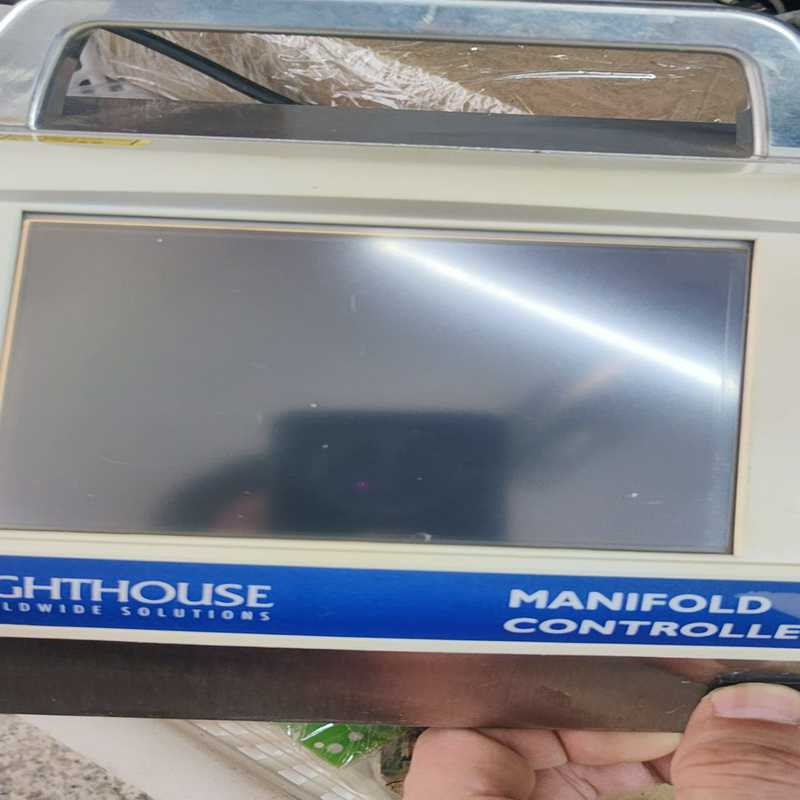 GHTHOUSE
LDWIDE SOLUTIONS
MANIFOLD
CONTROLLE